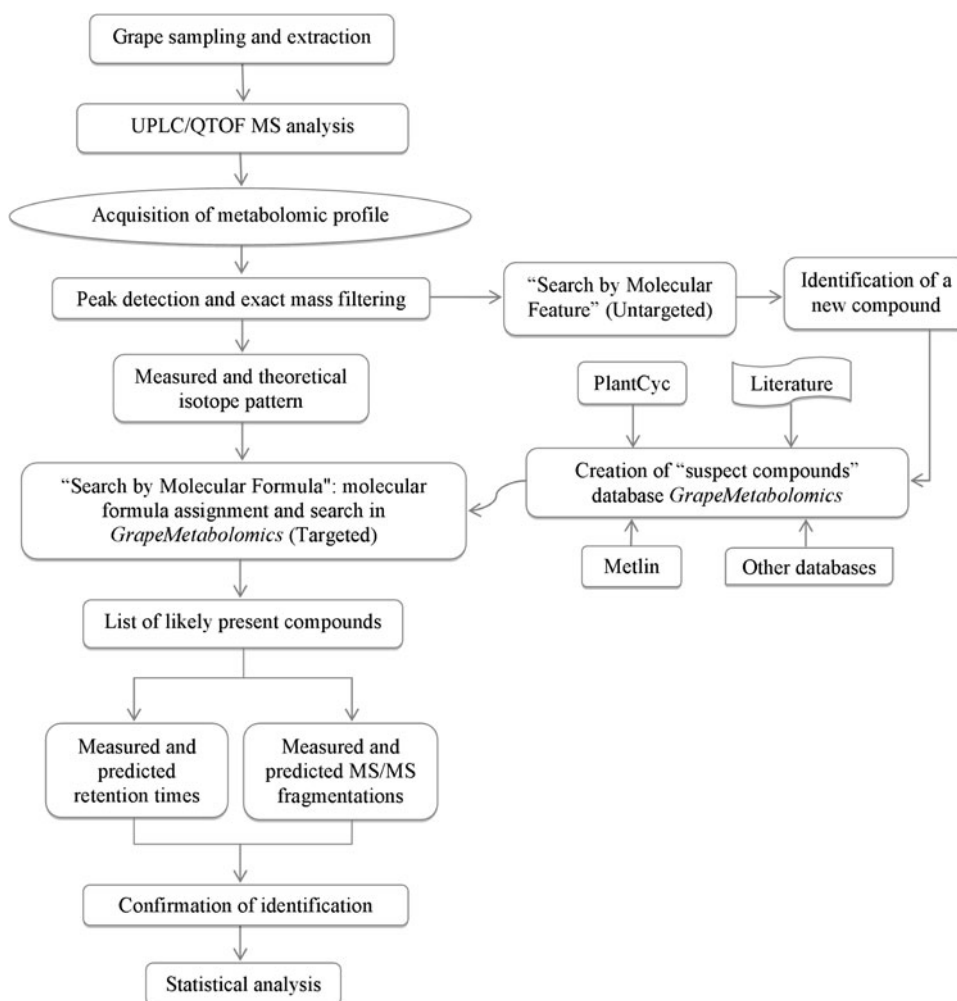 Grape sampling and extraction
UPLC/QTOF MS analysis
Acquisition of metabolomic profile
Peak detection and exact mass filtering
“Search by Molecular
Feature” (Untargeted)
Identification of a
new compound
Measured and theoretical
isotope pattern
PlantCyc
Literature
“Search by Molecular Formula": molecular
formula assignment and search in
GrapeMetabolomics (Targeted)
Creation of “suspect compounds”
database GrapeMetabolomics
Metlin
Other databases
List of likely present compounds
Measured and
predicted
retention times
Measured and
predicted MS/MS
fragmentations
Confirmation of identification
Statistical analysis